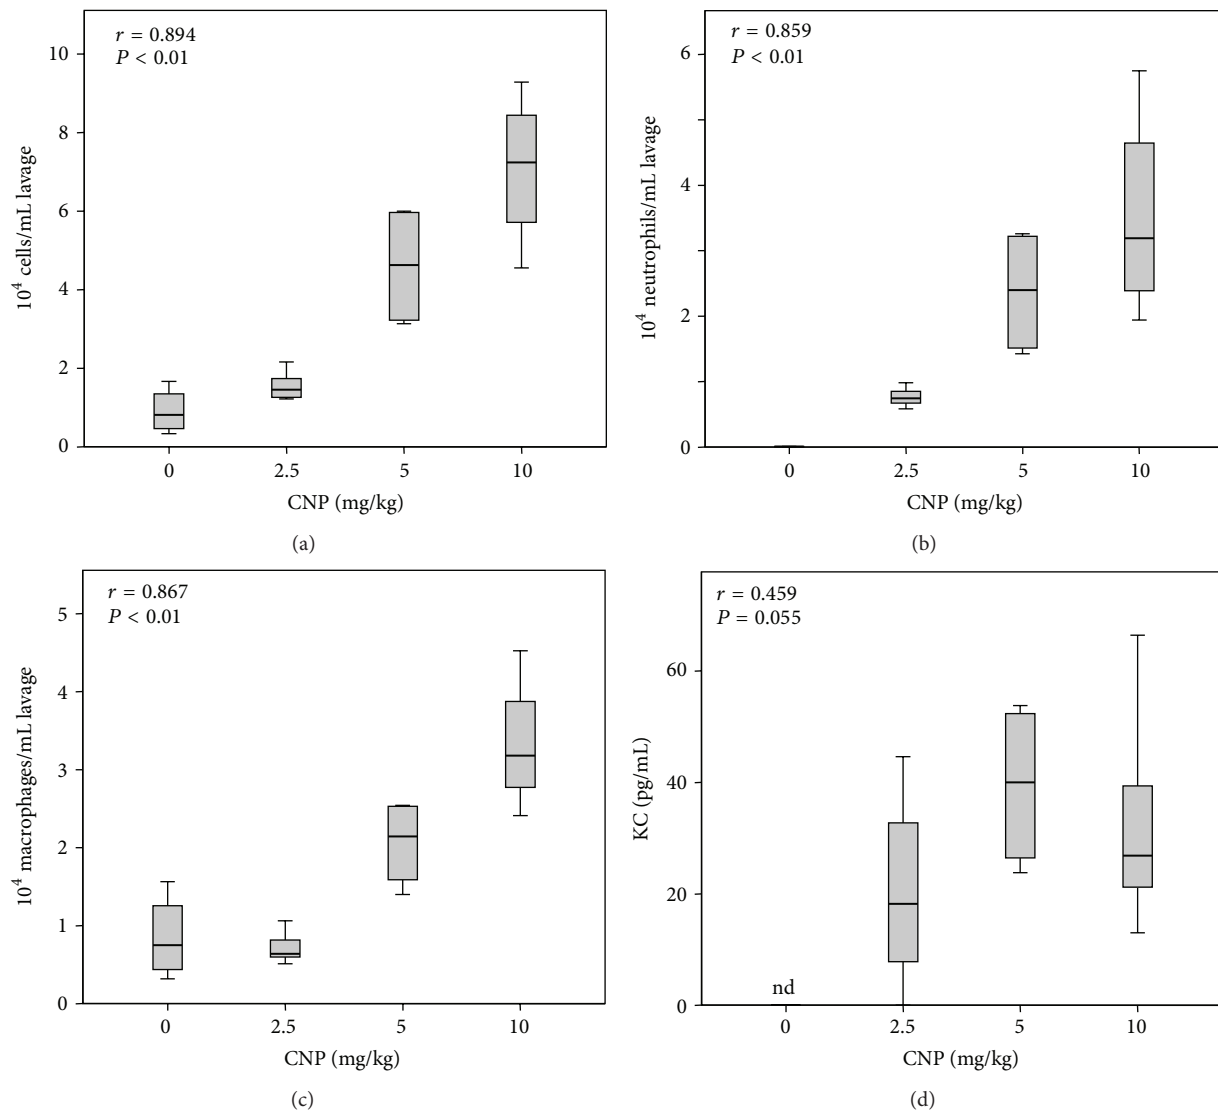 r = 0.894
P < 0.01
10
8
6
4
2
0
10⁴ cells/mL lavage
0 2.5 5 10
CNP (mg/kg)
(a)
r = 0.859
P < 0.01
6
4
2
0
10⁴ neutrophils/mL lavage
0 2.5 5 10
CNP (mg/kg)
(b)
r = 0.867
P < 0.01
5
4
3
2
1
0
10⁴ macrophages/mL lavage
0 2.5 5 10
CNP (mg/kg)
(c)
r = 0.459
P = 0.055
60
40
20
0
KC (pg/mL)
nd
0 2.5 5 10
CNP (mg/kg)
(d)